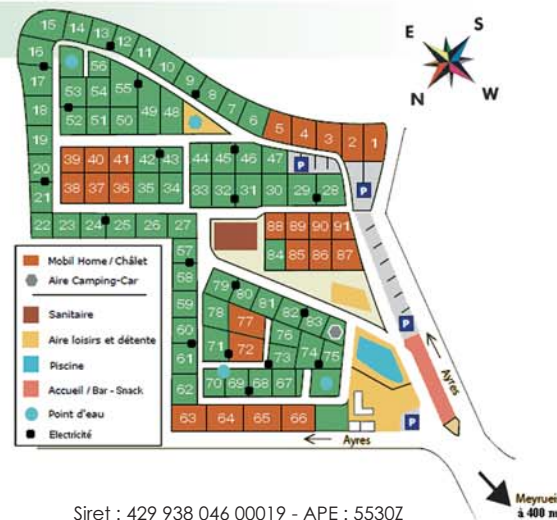 E S
N W
15 14 13 12 11 10 9 8 7 6 5 4 3 2 1
16 56
17 53 54 55
18 52 51 50 49 48
19
20 39 40 41 42 43 44 45 46 47 P
21 38 37 36 35 34 33 32 31 30 29 28 P
22 23 24 25 26 27
88 89 90 91
57 84 85 86 87
58 79 80 81 82 83
59 78 77 76
60 P
61 71 72 73 74 75
62 70 69 68 67
63 64 65 66 P
Mobil Home / Châlet
Aire Camping-Car
Sanitaire
Aire loisirs et détente
Piscine
Accueil / Bar - Snack
Point d'eau
Electricité
Ayres
Ayres
Meyrueis
à 400 m
Siret : 429 938 046 00019 - APE : 5530Z